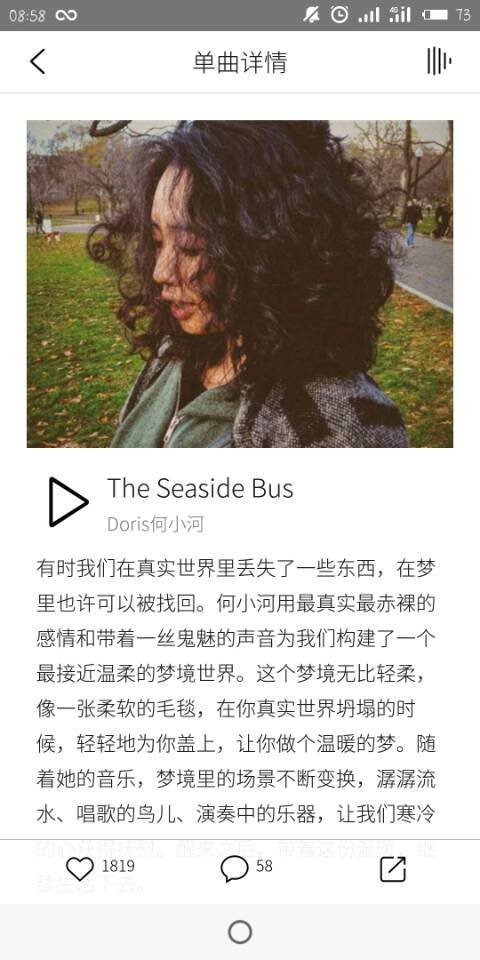 08:58
4G
73
单曲详情
The Seaside Bus
Doris何小河
有时我们在真实世界里丢失了一些东西，在梦
里也许可以被找回。何小河用最真实最赤裸的
感情和带着一丝鬼魅的声音为我们构建了一个
最接近温柔的梦境世界。这个梦境无比轻柔，
像一张柔软的毛毯，在你真实世界坍塌的时
候，轻轻地为你盖上，让你做个温暖的梦。随
着她的音乐，梦境里的场景不断变换，潺潺流
水、唱歌的鸟儿、演奏中的乐器，让我们寒冷
的心获得抚慰。醒来之后，带着这份温暖，继
续生活下去。
1819
58